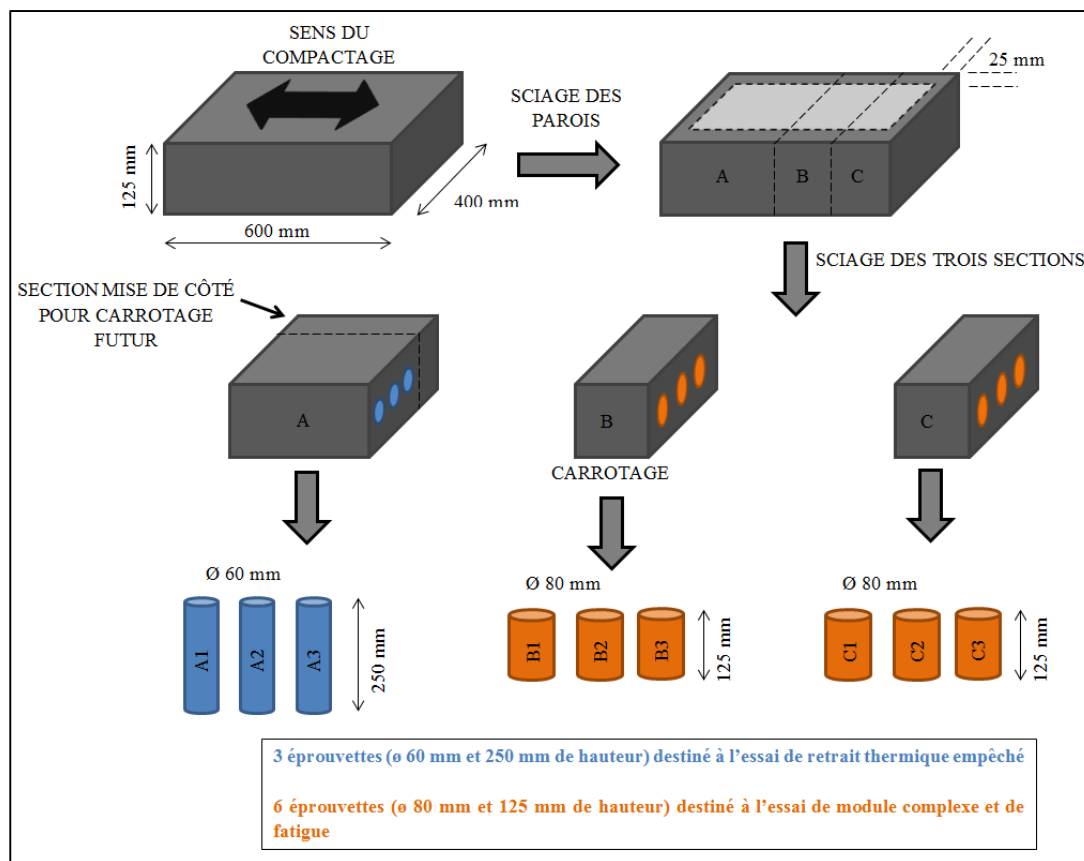 SENS DU
COMPACTAGE
25 mm
SCIAGE DES
PAROIS
125 mm
400 mm
600 mm
A
B
C
SCIAGE DES TROIS SECTIONS
SECTION MISE DE CÔTÉ
POUR CARROTAGE
FUTUR
A
B
C
CARROTAGE
Ø 60 mm
Ø 80 mm
Ø 80 mm
A1
A2
A3
250 mm
B1
B2
B3
125 mm
C1
C2
C3
125 mm
3 éprouvettes (ø 60 mm et 250 mm de hauteur) destiné à l’essai de retrait thermique empêché
6 éprouvettes (ø 80 mm et 125 mm de hauteur) destiné à l’essai de module complexe et de
fatigue